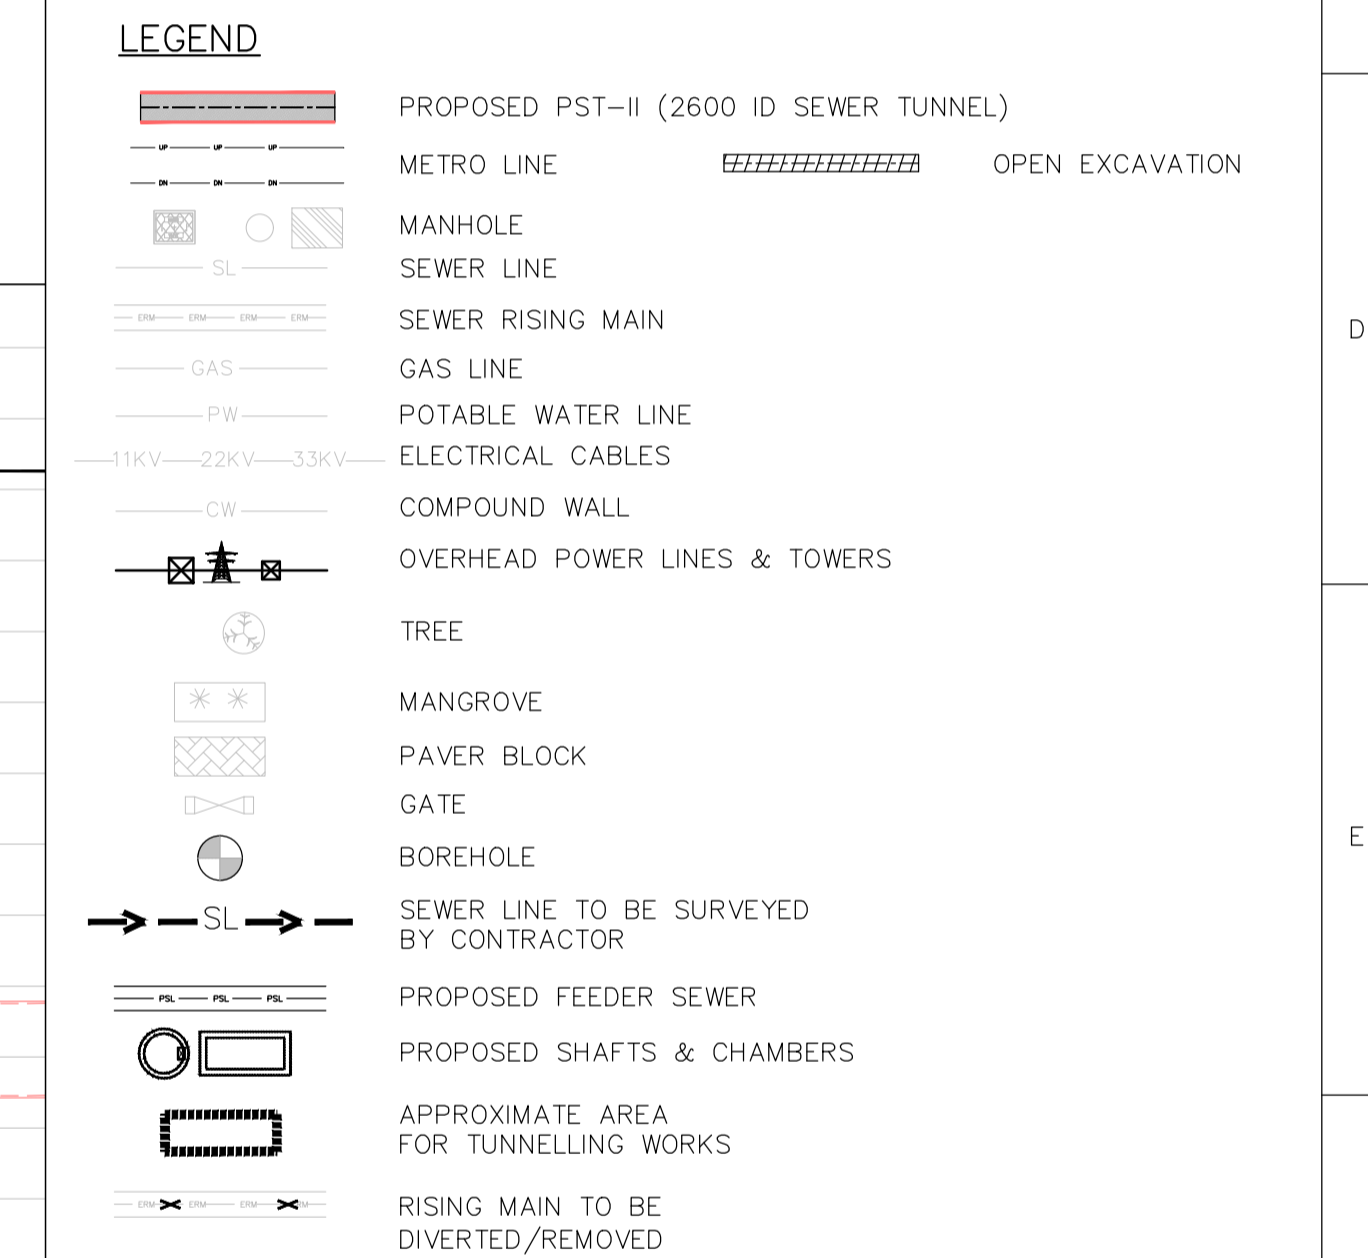 LEGEND
PROPOSED PST-II (2600 ID SEWER TUNNEL)
UP UP UP
DN DN DN
METRO LINE
OPEN EXCAVATION
MANHOLE
SL
SEWER LINE
ERM ERM ERM ERM
SEWER RISING MAIN
D
GAS
GAS LINE
PW
POTABLE WATER LINE
11KV 22KV 33KV
ELECTRICAL CABLES
CW
COMPOUND WALL
OVERHEAD POWER LINES & TOWERS
TREE
MANGROVE
PAVER BLOCK
GATE
E
BOREHOLE
SL
SEWER LINE TO BE SURVEYED
BY CONTRACTOR
PSL PSL PSL
PROPOSED FEEDER SEWER
PROPOSED SHAFTS & CHAMBERS
APPROXIMATE AREA
FOR TUNNELLING WORKS
ERM ERM ERM RM
RISING MAIN TO BE
DIVERTED/REMOVED